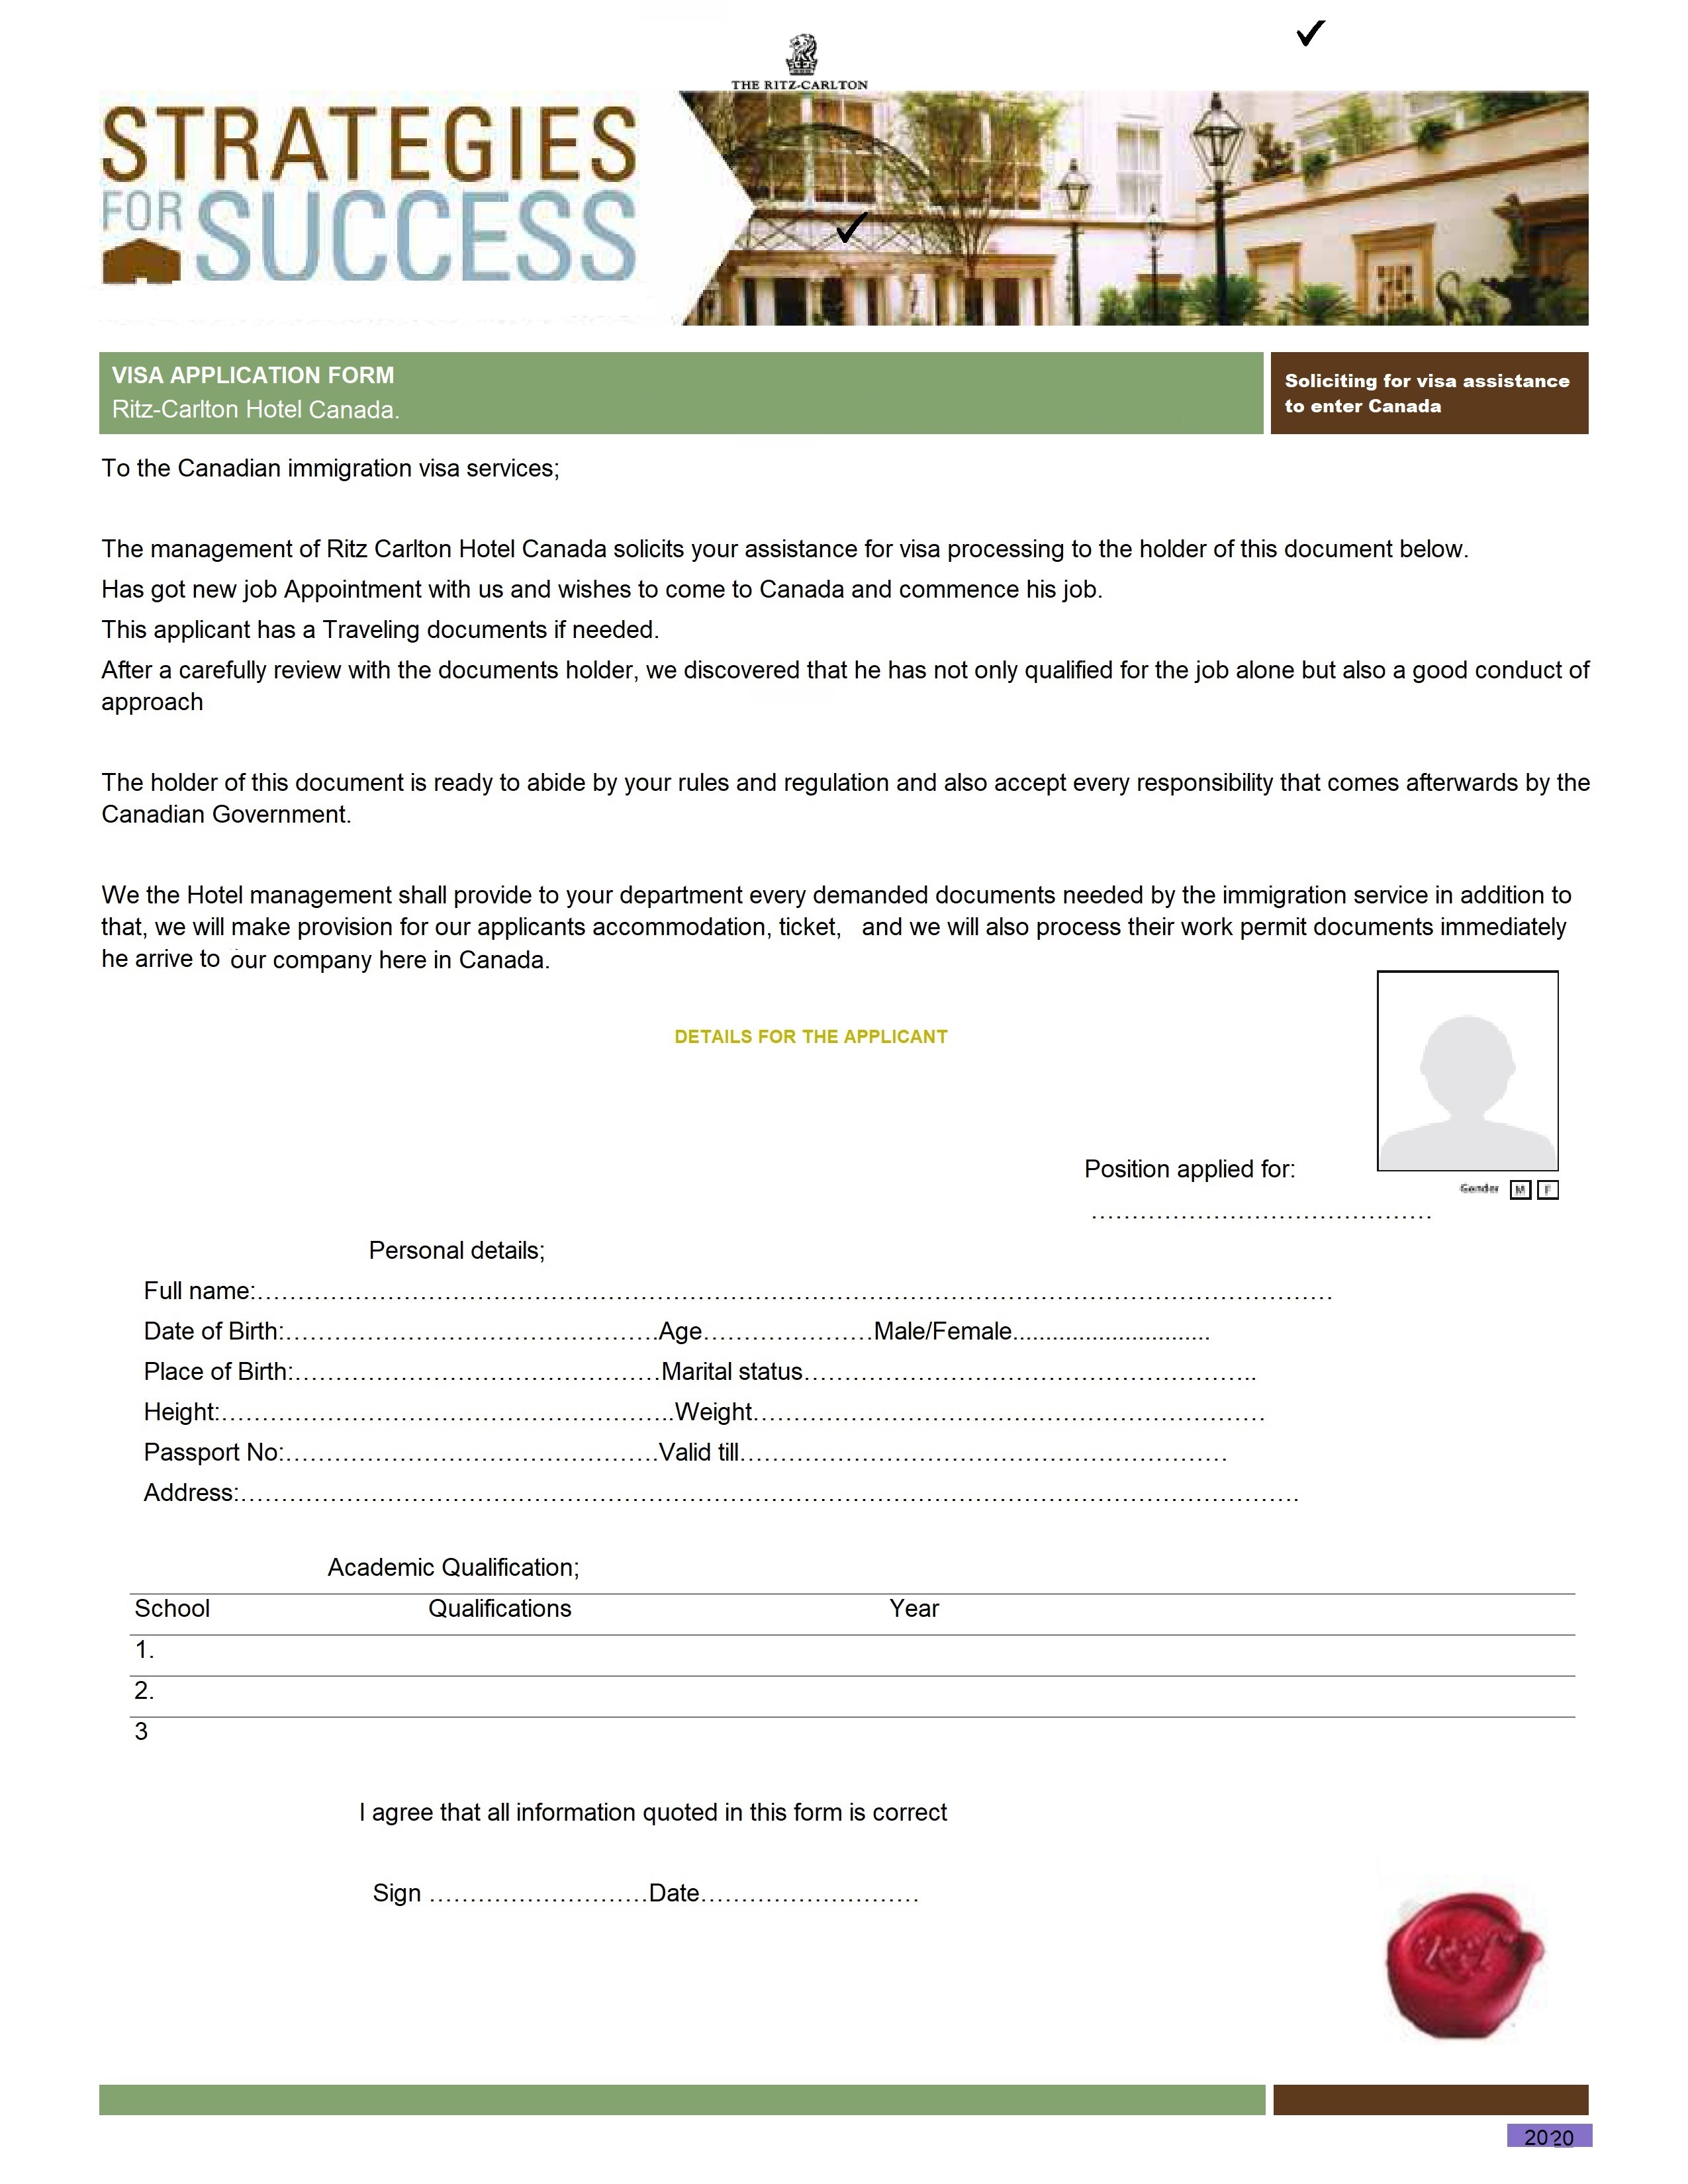 THE RITZ-CARLTON
STRATEGIES
FOR SUCCESS
VISA APPLICATION FORM
Ritz-Carlton Hotel Canada.
Soliciting for visa assistance
to enter Canada
To the Canadian immigration visa services;
The management of Ritz Carlton Hotel Canada solicits your assistance for visa processing to the holder of this document below.
Has got new job Appointment with us and wishes to come to Canada and commence his job.
This applicant has a Traveling documents if needed.
After a carefully review with the documents holder, we discovered that he has not only qualified for the job alone but also a good conduct of
approach
The holder of this document is ready to abide by your rules and regulation and also accept every responsibility that comes afterwards by the
Canadian Government.
We the Hotel management shall provide to your department every demanded documents needed by the immigration service in addition to
that, we will make provision for our applicants accommodation, ticket,   and we will also process their work permit documents immediately
he arrive to our company here in Canada.
DETAILS FOR THE APPLICANT
Position applied for:
Gender M F
……………………………………
Personal details;
Full name:……………………………………………………………………………………………………………………
Date of Birth:……………………………………….Age…………………Male/Female..............................
Place of Birth:………………………………………Marital status………………………………………………..
Height:………………………………………………..Weight………………………………………………………
Passport No:……………………………………….Valid till……………………………………………………
Address:…………………………………………………………………………………………………………………
Academic Qualification;
School Qualifications Year
1.
2.
3
I agree that all information quoted in this form is correct
Sign ………………………Date………………………
2020